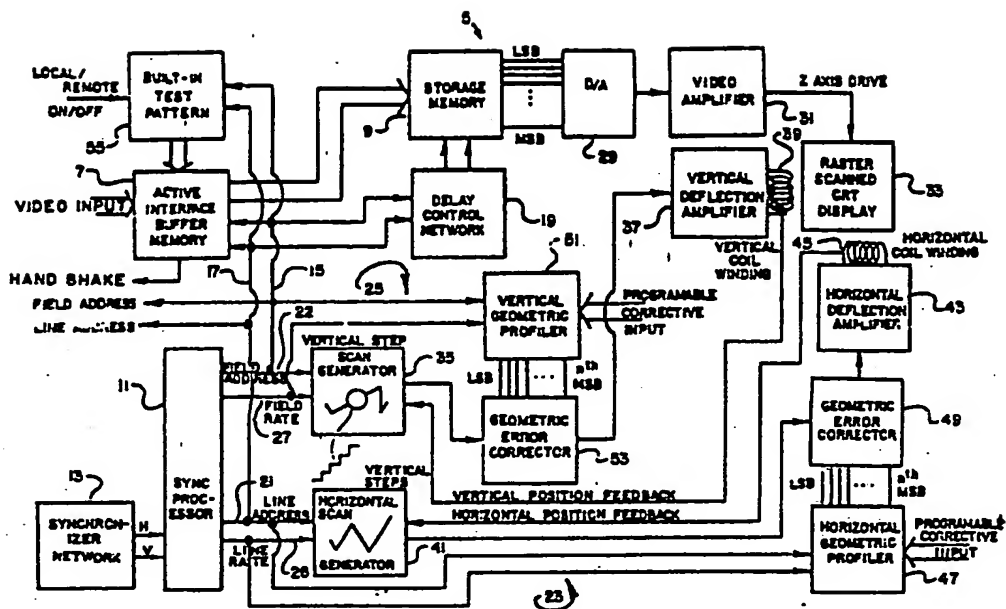 5
LOCAL/
REMOTE
ON/OFF
BUILT-IN
TEST
PATTERN
55
STORAGE
MEMORY
9
LSB
MSB
D/A
29
VIDEO
AMPLIFIER
31
Z AXIS DRIVE
RASTER
SCANNED
CRT
DISPLAY
33
7
VIDEO INPUT
ACTIVE
INTERFACE
BUFFER
MEMORY
DELAY
CONTROL
NETWORK
19
VERTICAL
DEFLECTION
AMPLIFIER
37
39
VERTICAL
COIL
WINDING
45
HORIZONTAL
COIL WINDING
HORIZONTAL
DEFLECTION
AMPLIFIER
43
HAND SHAKE
17
15
25
FIELD ADDRESS
LINE ADDRESS
22
51
VERTICAL
GEOMETRIC
PROFILER
PROGRAMABLE
CORRECTIVE
INPUT
LSB
nth
MSB
11
SYNC
PROC-
ESSOR
FIELD
ADDRESS
FIELD
RATE
27
VERTICAL STEP
SCAN
GENERATOR
35
VERTICAL
STEPS
GEOMETRIC
ERROR
CORRECTOR
53
GEOMETRIC
ERROR
CORRECTOR
49
VERTICAL POSITION FEEDBACK
HORIZONTAL POSITION FEEDBACK
13
SYNCHRON-
IZER
NETWORK
H
V
21
LINE
ADDRESS
LINE
RATE
26
HORIZONTAL SCAN
GENERATOR
41
LSB
nth
MSB
HORIZONTAL
GEOMETRIC
PROFILER
47
PROGRAMABLE
CORRECTIVE
INPUT
23